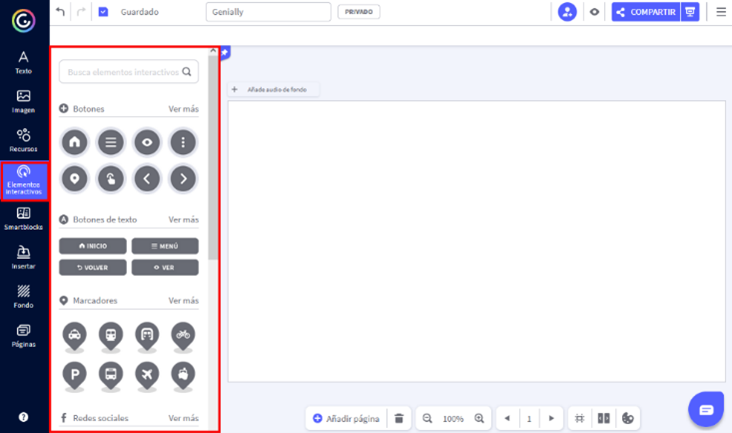 Guardado
Genially
PRIVADO
COMPARTIR
Texto
Imagen
Recursos
Elementos
interactivos
Smartblocks
Insertar
Fondo
Páginas
Busca elementos interactivos
Botones Ver más
Botones de texto Ver más
INICIO MENÚ
VOLVER VER
Marcadores Ver más
P
Redes sociales Ver más
+ Añade audio de fondo
Añadir página
100%
1